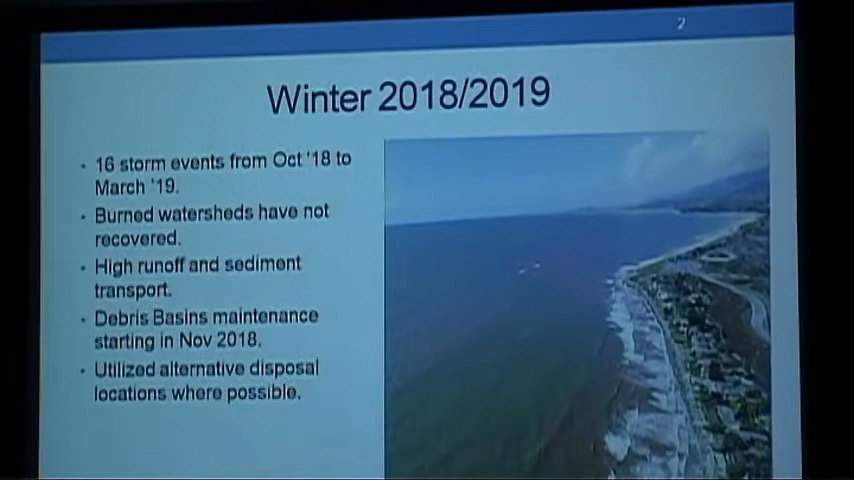 2
Winter 2018/2019
• 16 storm events from Oct '18 to
March '19.
• Burned watersheds have not
recovered.
• High runoff and sediment
transport.
• Debris Basins maintenance
starting in Nov 2018.
• Utilized alternative disposal
locations where possible.